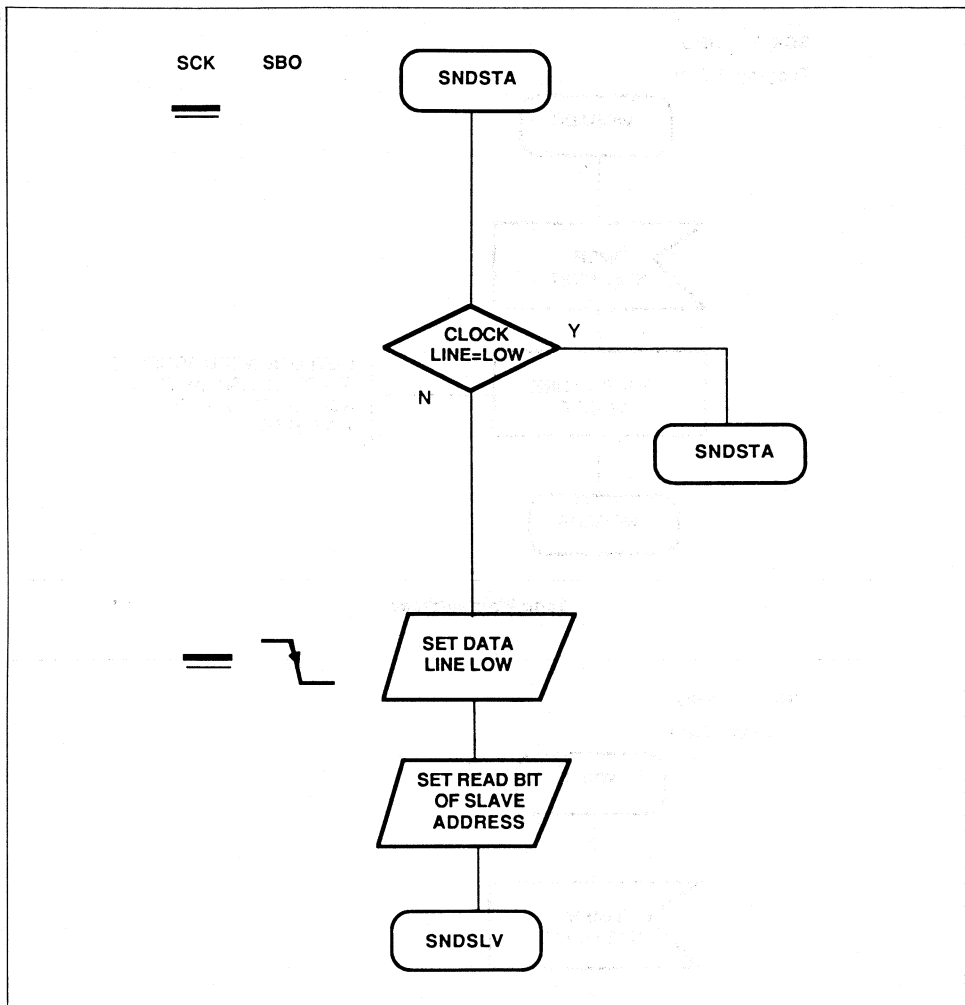 SCK SBO
SNDSTA
CLOCK
LINE=LOW
Y
N
SNDSTA
SET DATA
LINE LOW
SET READ BIT
OF SLAVE
ADDRESS
SNDSLV